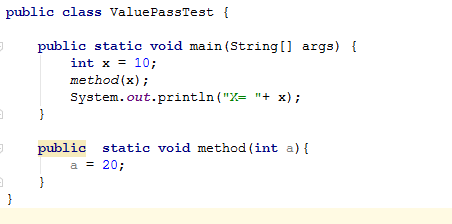 public class ValuePassTest {
public static void main(String[] args) {
int x = 10;
method(x);
System.out.println("X= "+ x);
}
public  static void method(int a){
a = 20;
}
}